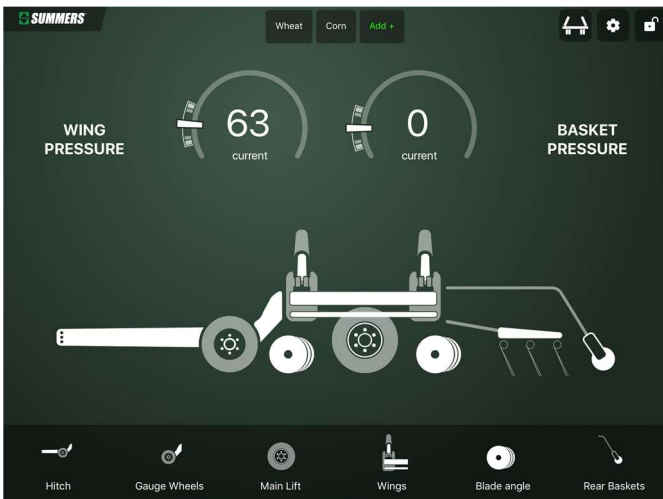 SUMMERS
Wheat Corn Add +
WING
PRESSURE
63
current
0
current
BASKET
PRESSURE
Hitch Gauge Wheels Main Lift Wings Blade angle Rear Baskets